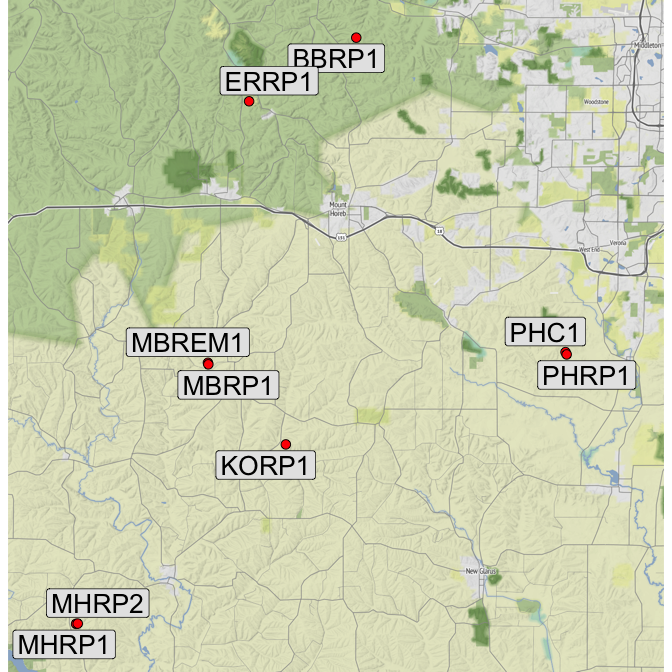 BBRP1
Middleton
ERRP1
Woodstone
Mount
Horeb
18
151
Verona
West End
PHC1
MBREM1
PHRP1
MBRP1
KORP1
New Glarus
MHRP2
MHRP1